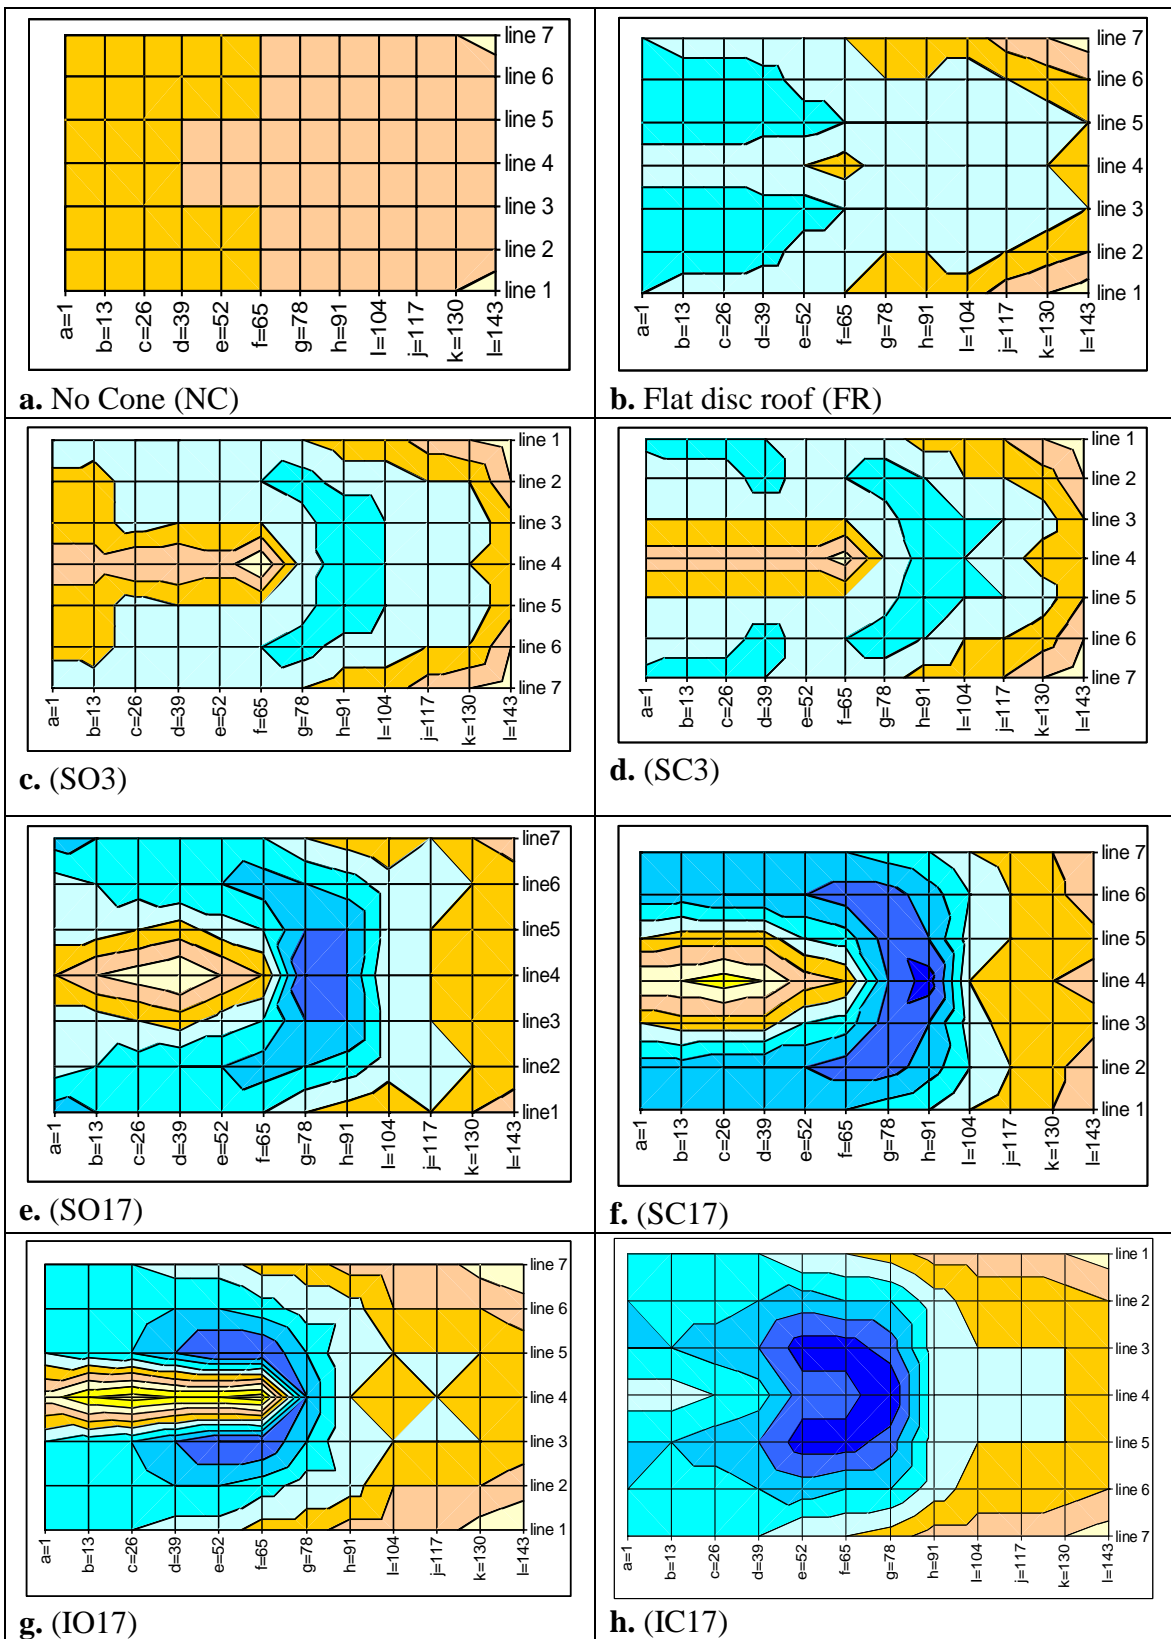 line 7
line 6
line 5
line 4
line 3
line 2
line 1
a=1
b=13
c=26
d=39
e=52
f=65
g=78
h=91
I=104
j=117
k=130
l=143
a. No Cone (NC)
line 7
line 6
line 5
line 4
line 3
line 2
line 1
a=1
b=13
c=26
d=39
e=52
f=65
g=78
h=91
I=104
j=117
k=130
l=143
b. Flat disc roof (FR)
line 1
line 2
line 3
line 4
line 5
line 6
line 7
a=1
b=13
c=26
d=39
e=52
f=65
g=78
h=91
I=104
j=117
k=130
l=143
c. (SO3)
line 1
line 2
line 3
line 4
line 5
line 6
line 7
a=1
b=13
c=26
d=39
e=52
f=65
g=78
h=91
I=104
j=117
k=130
l=143
d. (SC3)
line7
line6
line5
line4
line3
line2
line1
a=1
b=13
c=26
d=39
e=52
f=65
g=78
h=91
I=104
j=117
k=130
l=143
e. (SO17)
line 7
line 6
line 5
line 4
line 3
line 2
line 1
a=1
b=13
c=26
d=39
e=52
f=65
g=78
h=91
I=104
j=117
k=130
l=143
f. (SC17)
line 7
line 6
line 5
line 4
line 3
line 2
line 1
a=1
b=13
c=26
d=39
e=52
f=65
g=78
h=91
I=104
j=117
k=130
l=143
g. (IO17)
line 1
line 2
line 3
line 4
line 5
line 6
line 7
a=1
b=13
c=26
d=39
e=52
f=65
g=78
h=91
I=104
j=117
k=130
l=143
h. (IC17)